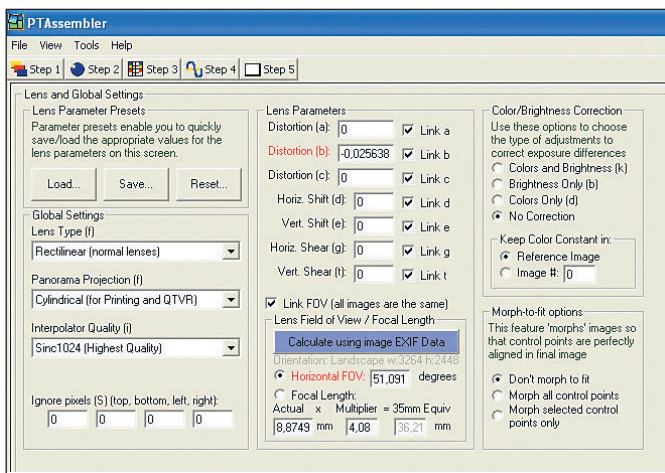 PTAssembler
File View Tools Help
Step 1 Step 2 Step 3 Step 4 Step 5
Lens and Global Settings
Lens Parameter Presets
Parameter presets enable you to quickly
save/load the appropriate values for the
lens parameters on this screen.
Load... Save... Reset...
Global Settings
Lens Type (f)
Rectilinear (normal lenses)
Panorama Projection (f)
Cylindrical (for Printing and QTVR)
Interpolator Quality (i)
Sinc1024 (Highest Quality)
Ignore pixels (S) (top, bottom, left, right):
0 0 0 0
Lens Parameters
Distortion (a): 0 Link a
Distortion (b): -0,025638 Link b
Distortion (c): 0 Link c
Horiz. Shift (d): 0 Link d
Vert. Shift (e): 0 Link e
Horiz. Shear (g): 0 Link g
Vert. Shear (t): 0 Link t
Link FOV (all images are the same)
Lens Field of View / Focal Length
Calculate using image EXIF Data
Orientation: Landscape w:3264 h:2448
Horizontal FOV: 51,091 degrees
Focal Length:
Actual x Multiplier = 35mm Equiv
8,8749 mm 4,08 36,21 mm
Color/Brightness Correction
Use these options to choose
the type of adjustments to
correct exposure differences
Colors and Brightness (k)
Brightness Only (b)
Colors Only (d)
No Correction
Keep Color Constant in:
Reference Image
Image #: 0
Morph-to-fit options
This feature 'morphs' images so
that control points are perfectly
aligned in final image
Don't morph to fit
Morph all control points
Morph selected control
points only